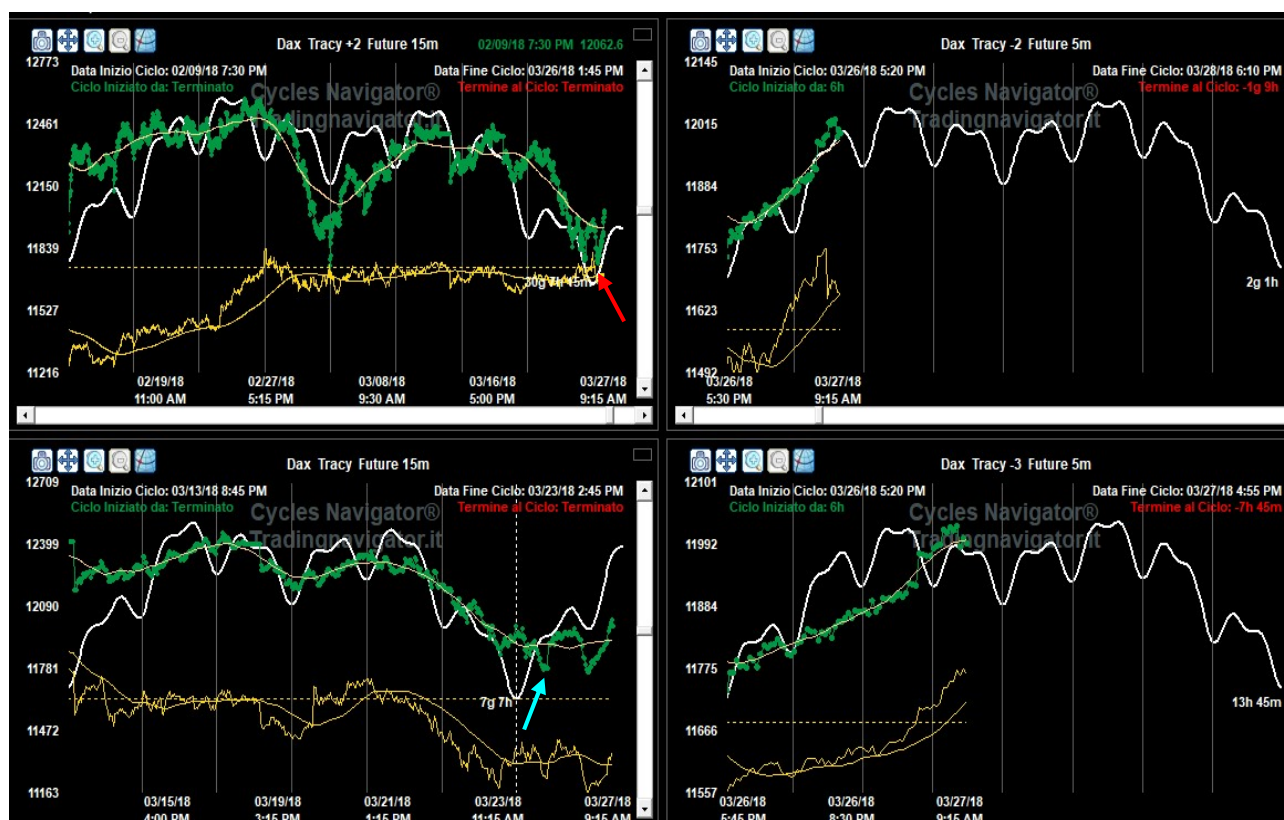 Dax Tracy +2 Future 15m
02/09/18 7:30 PM 12062.6
12773
Data Inizio Ciclo: 02/09/18 7:30 PM
Data Fine Ciclo: 03/26/18 1:45 PM
Ciclo Iniziato da: Terminato
Termine al Ciclo: Terminato
Cycles Navigator®
Tradingnavigator.it
12461
12150
11839
11527
11216
30g 7h 15m
02/19/18 02/27/18 03/08/18 03/16/18 03/27/18
11:00 AM 5:15 PM 9:30 AM 5:00 PM 9:15 AM
Dax Tracy -2 Future 5m
12145
Data Inizio Ciclo: 03/26/18 5:20 PM
Data Fine Ciclo: 03/28/18 6:10 PM
Ciclo Iniziato da: 6h
Termine al Ciclo: -1g 9h
Cycles Navigator®
Tradingnavigator.it
12015
11884
11753
11623
11492
2g 1h
03/26/18 03/27/18
5:30 PM 9:15 AM
Dax Tracy Future 15m
12709
Data Inizio Ciclo: 03/13/18 8:45 PM
Data Fine Ciclo: 03/23/18 2:45 PM
Ciclo Iniziato da: Terminato
Termine al Ciclo: Terminato
Cycles Navigator®
Tradingnavigator.it
12399
12090
11781
11472
11163
7g 7h
03/15/18 03/19/18 03/21/18 03/23/18 03/27/18
4:00 PM 3:15 PM 1:15 PM 11:15 AM 9:15 AM
Dax Tracy -3 Future 5m
12101
Data Inizio Ciclo: 03/26/18 5:20 PM
Data Fine Ciclo: 03/27/18 4:55 PM
Ciclo Iniziato da: 6h
Termine al Ciclo: -7h 45m
Cycles Navigator®
Tradingnavigator.it
11992
11884
11775
11666
11557
13h 45m
03/26/18 03/26/18 03/27/18
5:45 PM 8:30 PM 9:15 AM